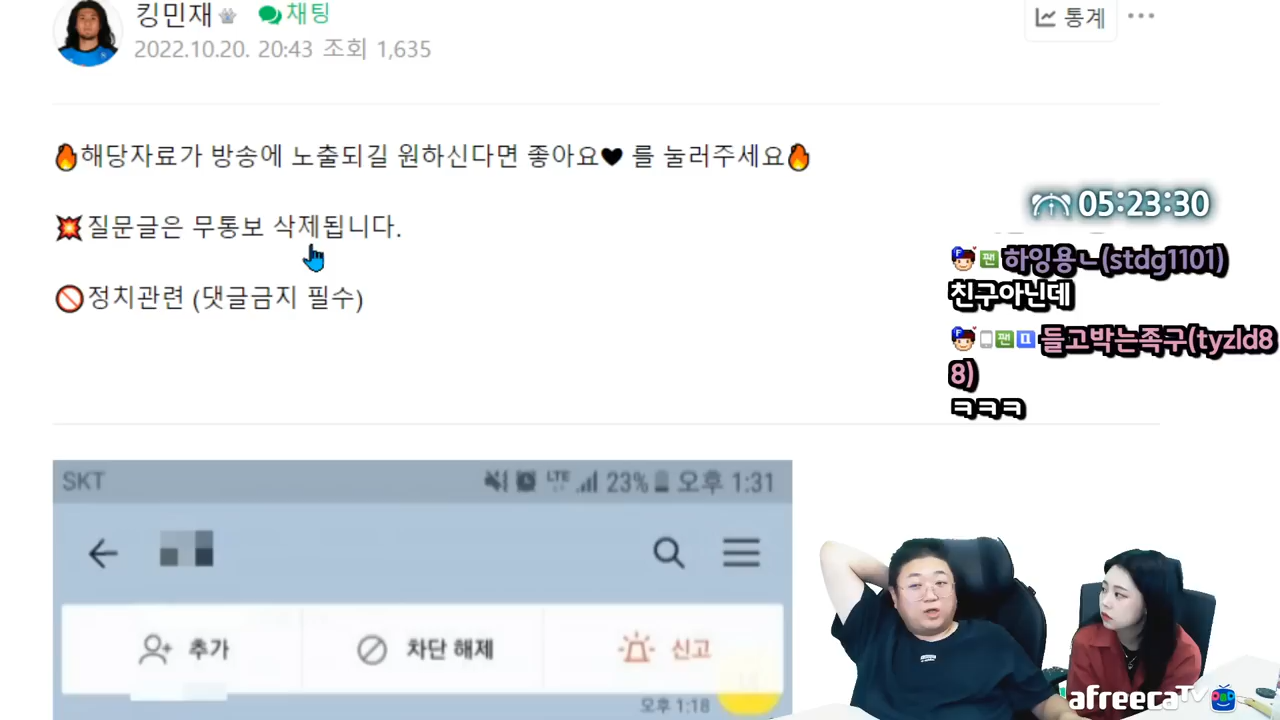 킹민재 채팅
2022.10.20. 20:43 조회 1,635
통계
🔥해당자료가 방송에 노출되길 원하신다면 좋아요🖤 를 눌러주세요🔥
💥질문글은 무통보 삭제됩니다.
🚫정치관련 (댓글금지 필수)
05:23:30
팬 하잉용ㄴ(stdg1101)
친구아닌데
팬 들고박는족구(tyzld8
8)
ㅋㅋㅋ
SKT LTE 23% 오후 1:31
추가 차단 해제 신고
오후 1:18
afreecaTV